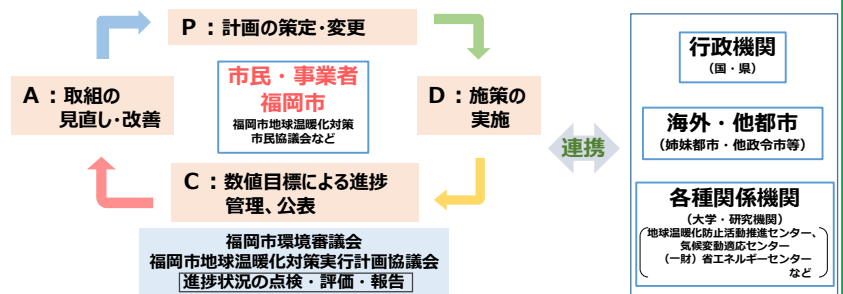 P：計画の策定・変更
A：取組の
見直し・改善
市民・事業者
福岡市
福岡市地球温暖化対策
市民協議会など
D：施策の
実施
C：数値目標による進捗
管理、公表
福岡市環境審議会
福岡市地球温暖化対策実行計画協議会
進捗状況の点検・評価・報告
連携
行政機関
（国・県）
海外・他都市
（姉妹都市・他政令市等）
各種関係機関
（大学・研究機関）
地球温暖化防止活動推進センター、
気候変動適応センター
（一財）省エネルギーセンター
など